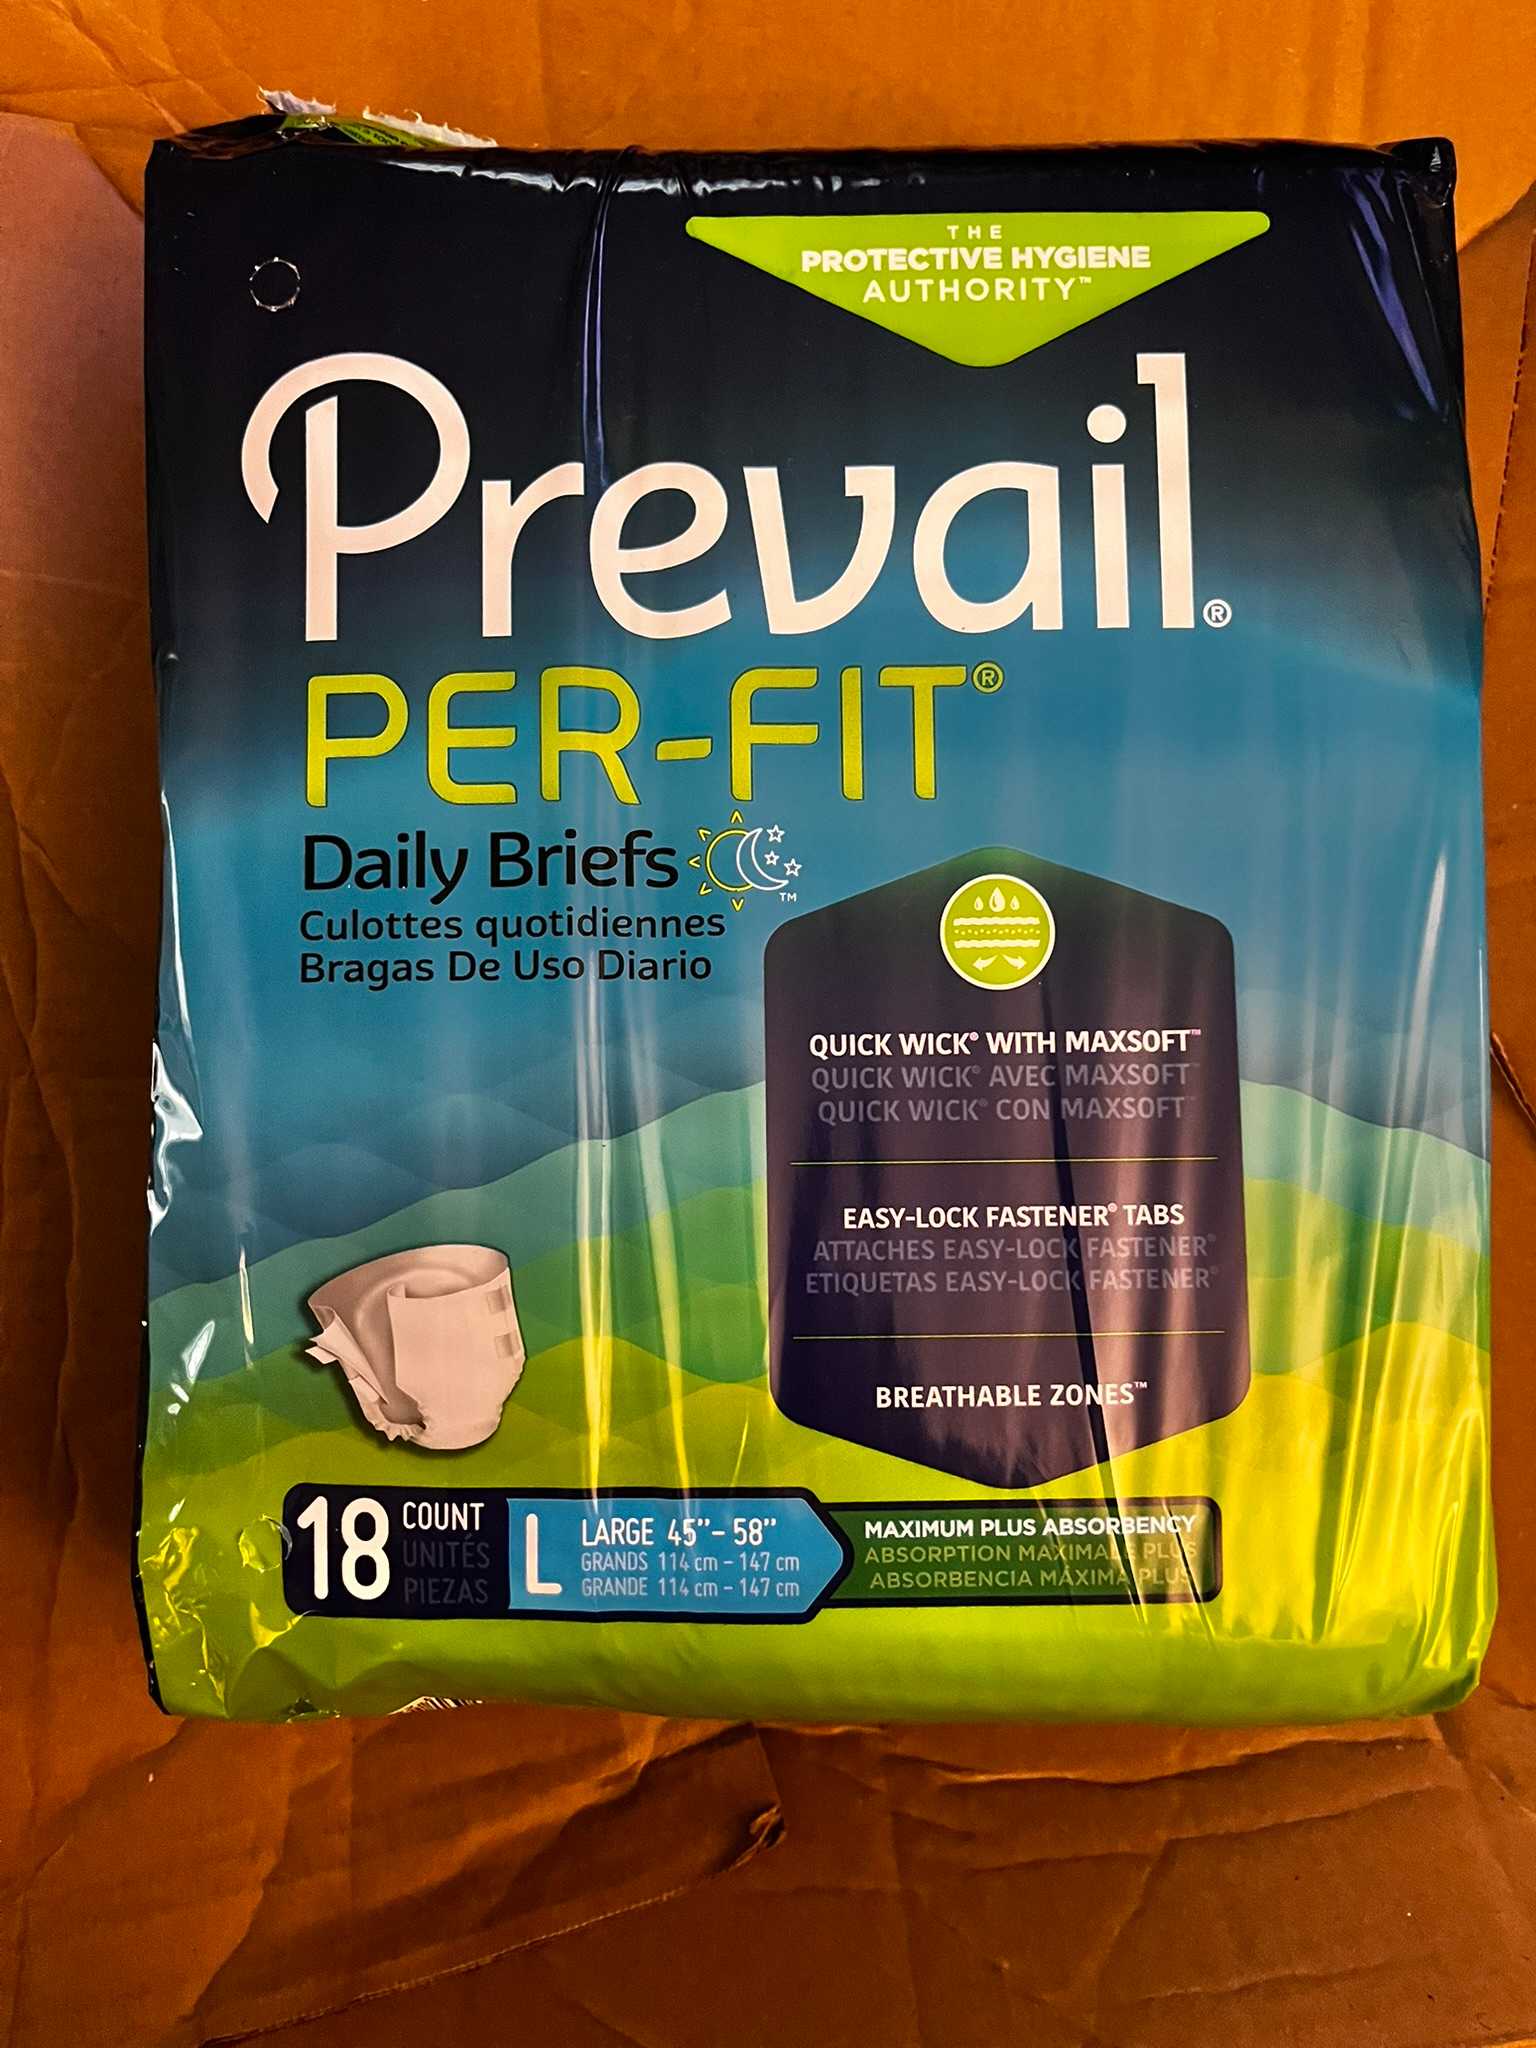 THE
PROTECTIVE HYGIENE
AUTHORITY™
Prevail®
PER-FIT®
Daily Briefs™
Culottes quotidiennes
Bragas De Uso Diario
QUICK WICK® WITH MAXSOFT™
QUICK WICK® AVEC MAXSOFT™
QUICK WICK® CON MAXSOFT™
EASY-LOCK FASTENER® TABS
ATTACHES EASY-LOCK FASTENER®
ETIQUETAS EASY-LOCK FASTENER®
BREATHABLE ZONES™
18 COUNT
UNITÉS
PIEZAS
L
LARGE 45"- 58"
GRANDS 114 cm – 147 cm
GRANDE 114 cm – 147 cm
MAXIMUM PLUS ABSORBENCY
ABSORPTION MAXIMALE PLUS
ABSORBENCIA MÁXIMA PLUS